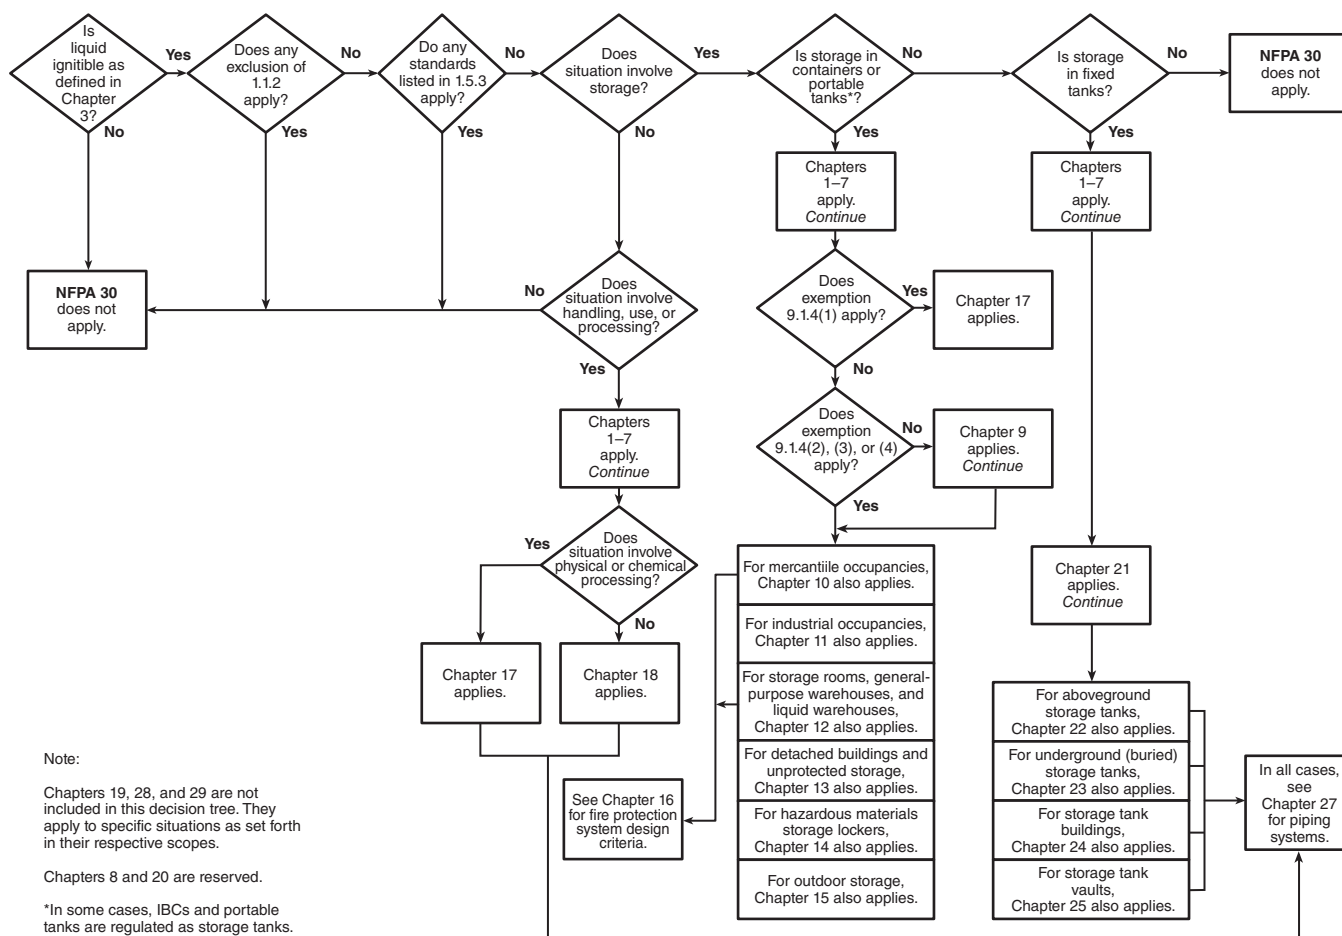 Is
liquid
ignitible as
defined in
Chapter
3?
Yes
No
Does any
exclusion of
1.1.2
apply?
No
Yes
Do any
standards
listed in 1.5.3
apply?
No
Yes
Does
situation involve
storage?
Yes
No
Is storage in
containers or
portable
tanks*?
No
Yes
Is storage
in fixed
tanks?
No
Yes
NFPA 30
does not
apply.
Chapters
1–7
apply.
Continue
Chapters
1–7
apply.
Continue
NFPA 30
does not
apply.
No
Does
situation involve
handling, use, or
processing?
Yes
Does
exemption
9.1.4(1) apply?
Yes
No
Chapter 17
applies.
Chapters
1–7
apply.
Continue
Does
exemption
9.1.4(2), (3), or (4)
apply?
No
Yes
Chapter 9
applies.
Continue
Yes
Does
situation involve
physical or chemical
processing?
No
Chapter 17
applies.
Chapter 18
applies.
For mercantiile occupancies,
Chapter 10 also applies.
For industrial occupancies,
Chapter 11 also applies.
For storage rooms, general-
purpose warehouses, and
liquid warehouses,
Chapter 12 also applies.
For detached buildings and
unprotected storage,
Chapter 13 also applies.
For hazardous materials
storage lockers,
Chapter 14 also applies.
For outdoor storage,
Chapter 15 also applies.
See Chapter 16
for fire protection
system design
criteria.
Chapter 21
applies.
Continue
For aboveground
storage tanks,
Chapter 22 also applies.
For underground (buried)
storage tanks,
Chapter 23 also applies.
For storage tank
buildings,
Chapter 24 also applies.
For storage tank
vaults,
Chapter 25 also applies.
In all cases,
see
Chapter 27
for piping
systems.
Note:
Chapters 19, 28, and 29 are not
included in this decision tree. They
apply to specific situations as set forth
in their respective scopes.
Chapters 8 and 20 are reserved.
*In some cases, IBCs and portable
tanks are regulated as storage tanks.